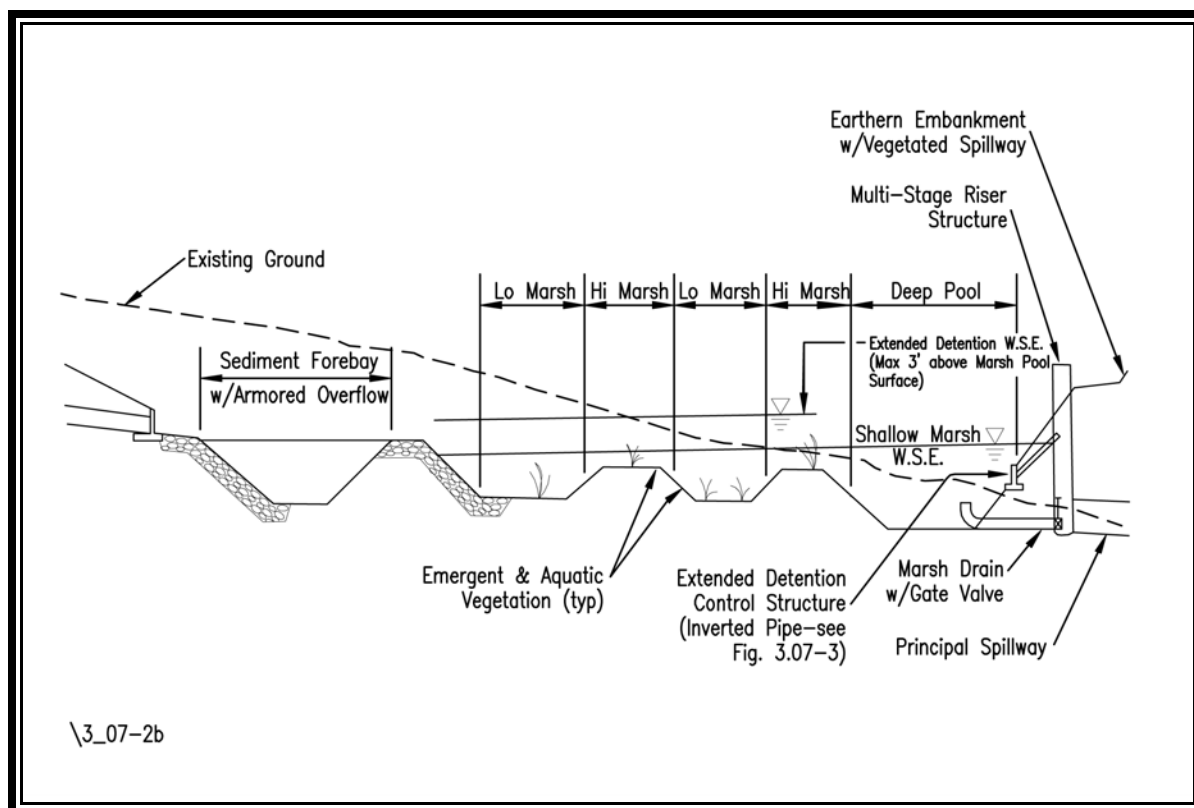 Earthern Embankment
w/Vegetated Spillway
Multi-Stage Riser
Structure
Existing Ground
Lo Marsh
Hi Marsh
Lo Marsh
Hi Marsh
Deep Pool
Extended Detention W.S.E.
(Max 3' above Marsh Pool
Surface)
Sediment Forebay
w/Armored Overflow
Shallow Marsh
W.S.E.
Emergent & Aquatic
Vegetation (typ)
Extended Detention
Control Structure
(Inverted Pipe-see
Fig. 3.07-3)
Marsh Drain
w/Gate Valve
Principal Spillway
\3_07-2b